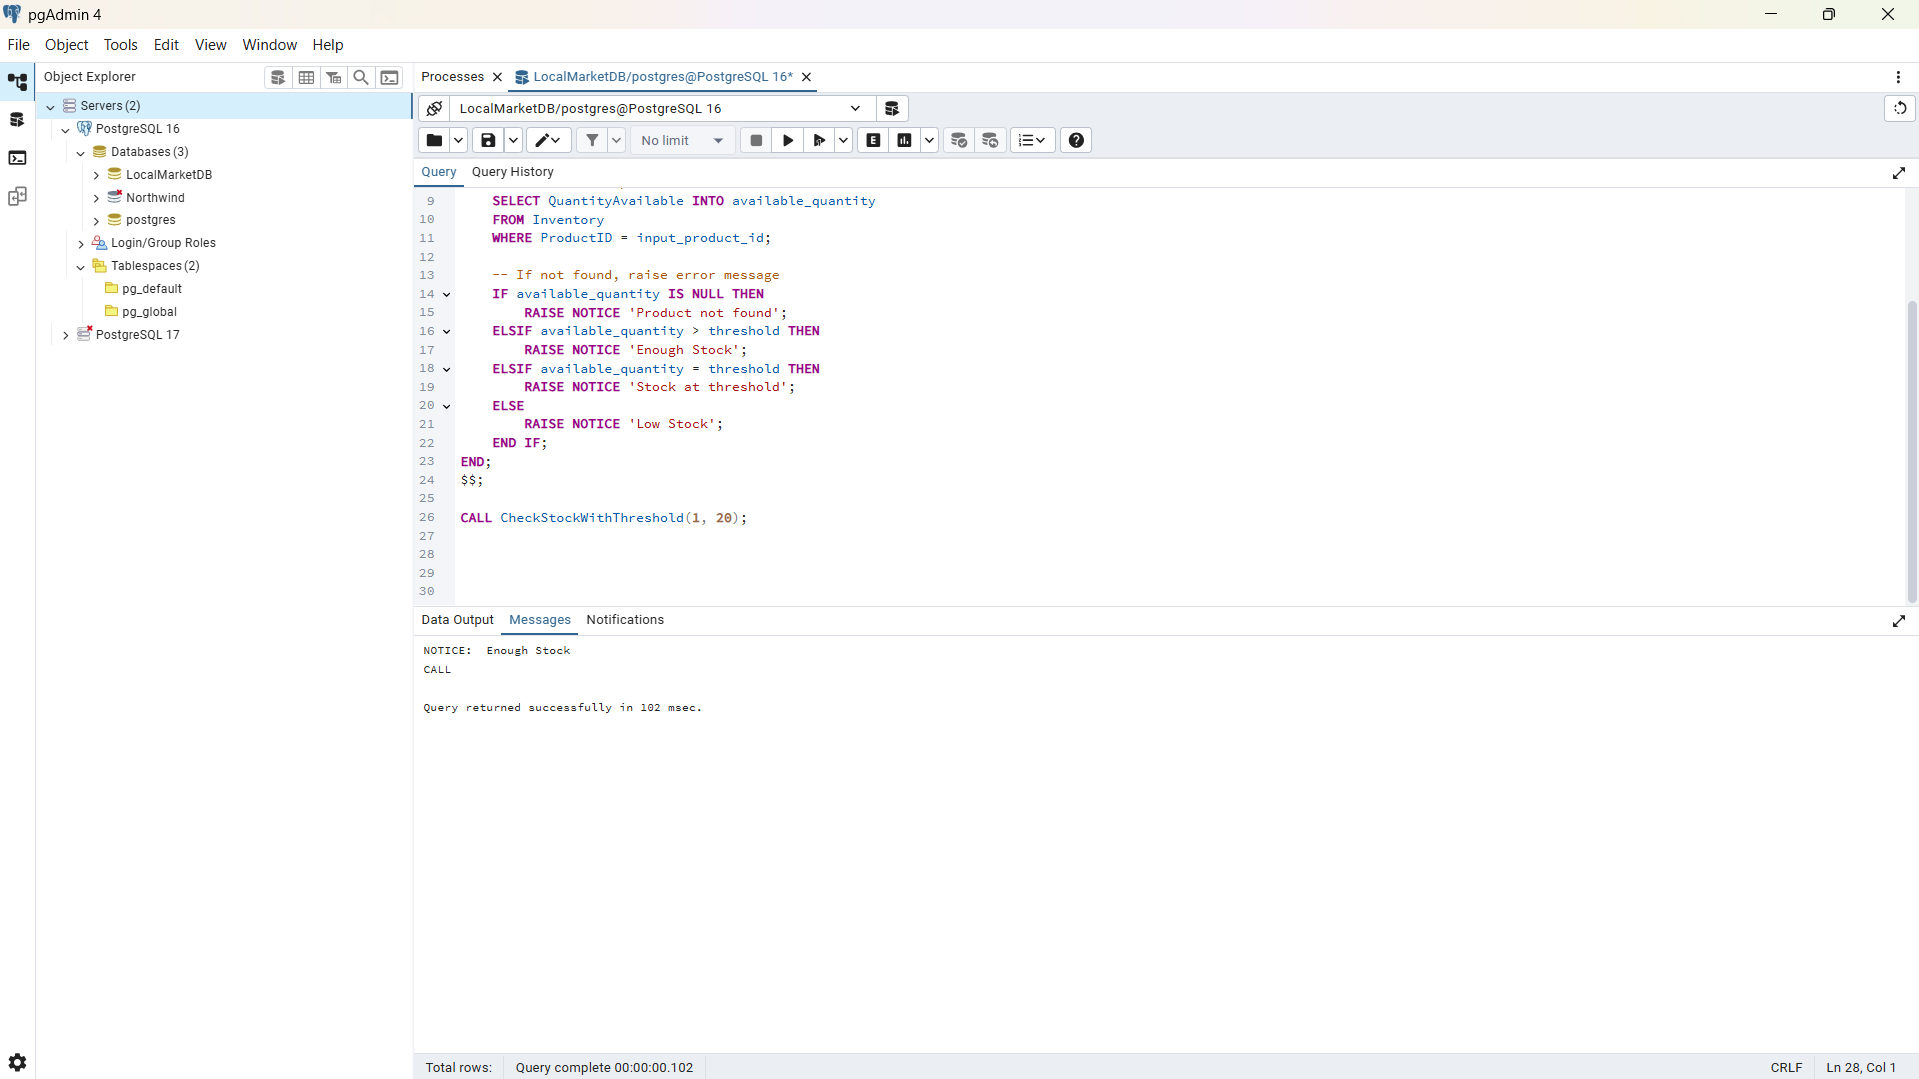 pgAdmin 4
File Object Tools Edit View Window Help
Object Explorer
Servers (2)
PostgreSQL 16
Databases (3)
LocalMarketDB
Northwind
postgres
Login/Group Roles
Tablespaces (2)
pg_default
pg_global
PostgreSQL 17
Processes LocalMarketDB/postgres@PostgreSQL 16*
LocalMarketDB/postgres@PostgreSQL 16
No limit E
Query Query History
9 SELECT QuantityAvailable INTO available_quantity
10 FROM Inventory
11 WHERE ProductID = input_product_id;
12
13 -- If not found, raise error message
14 IF available_quantity IS NULL THEN
15 RAISE NOTICE 'Product not found';
16 ELSIF available_quantity > threshold THEN
17 RAISE NOTICE 'Enough Stock';
18 ELSIF available_quantity = threshold THEN
19 RAISE NOTICE 'Stock at threshold';
20 ELSE
21 RAISE NOTICE 'Low Stock';
22 END IF;
23 END;
24 $$;
25
26 CALL CheckStockWithThreshold(1, 20);
27
28
29
30
Data Output Messages Notifications
NOTICE:  Enough Stock
CALL
Query returned successfully in 102 msec.
Total rows: Query complete 00:00:00.102 CRLF Ln 28, Col 1